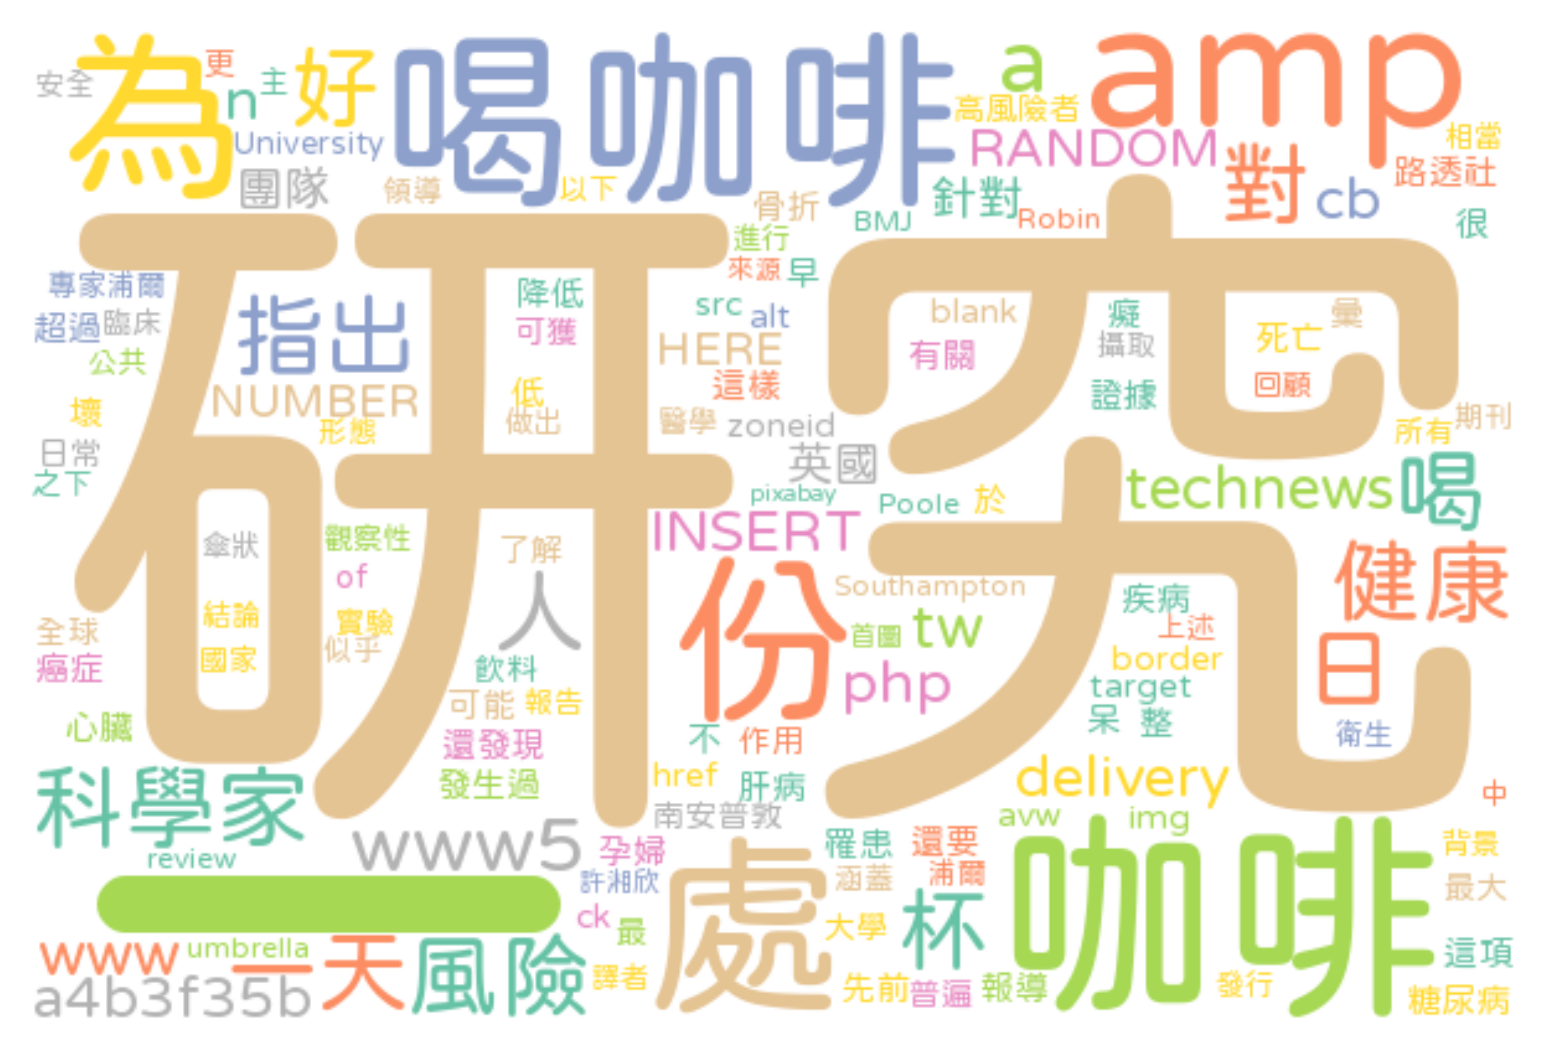 為
更
主
安全
n
好
University
團隊
喝咖啡
領導
以下
a
高風險者
amp
RANDOM
相當
路透社
對
cb
很
骨折
BMJ
針對
Robin
進行
來源
早
研究
專家浦爾
超過
臨床
公共
指出
NUMBER
形態
壞
日常
之下
降低
可獲
低
做出
src
alt
HERE
這樣
醫學
zoneid
英國
pixabay
blank
有關
癡
攝取
證據
死亡
彙
回顧
所有
期刊
Poole
於
technews
喝
INSERT
傘狀
觀察性
of
結論
實驗
國家
似乎
了解
人
飲料
可能
報告
還發現
發生過
全球
癌症
心臟
份
Southampton
首圖
tw
php
疾病
上述
border
target
呆
整
健康
日
衛生
不
作用
href
肝病
南安普敦
delivery
avw
img
中
科學家
review
www5
孕婦
許湘欣
ck
最
一
www
umbrella
一天
a4b3f35b
風險
譯者
處
罹患
涵蓋
大學
先前
還要
浦爾
杯
普遍
報導
咖啡
發行
背景
最大
這項
糖尿病